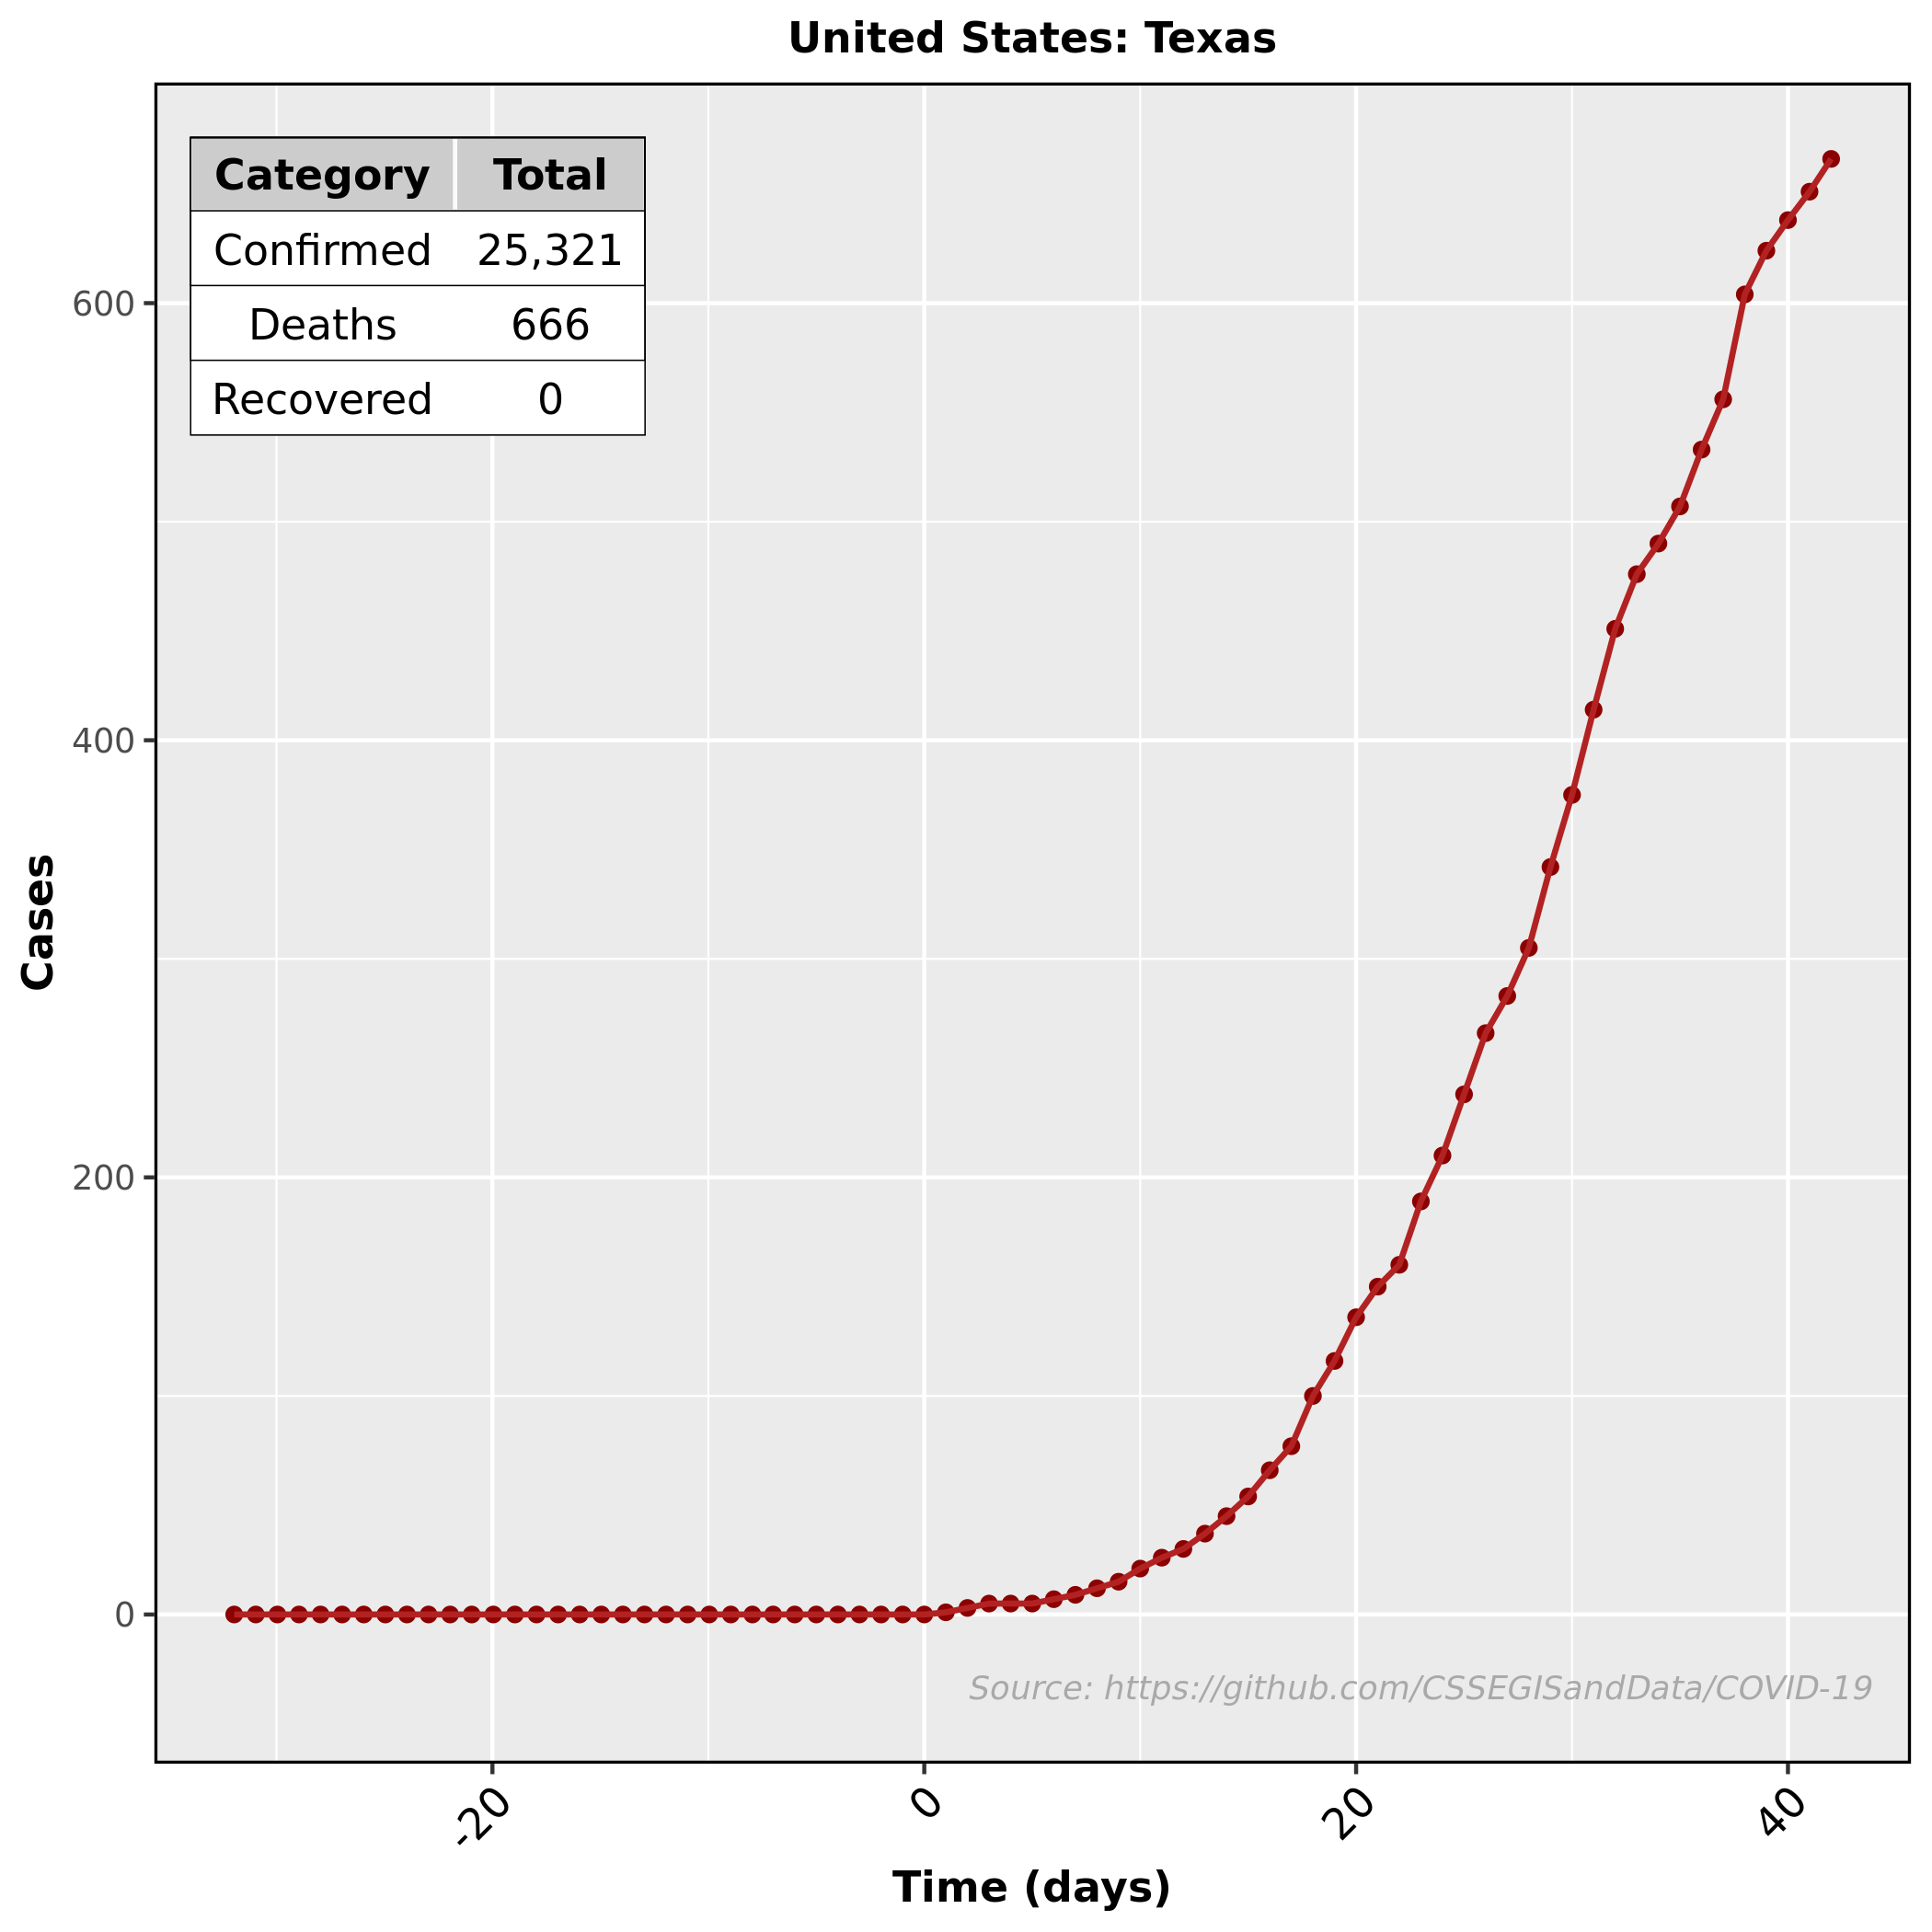 United States: Texas
Category Total
Confirmed 25,321
Deaths 666
Recovered 0
600
400
200
0
Cases
Source: https://github.com/CSSEGISandData/COVID-19
-20 0 20 40
Time (days)